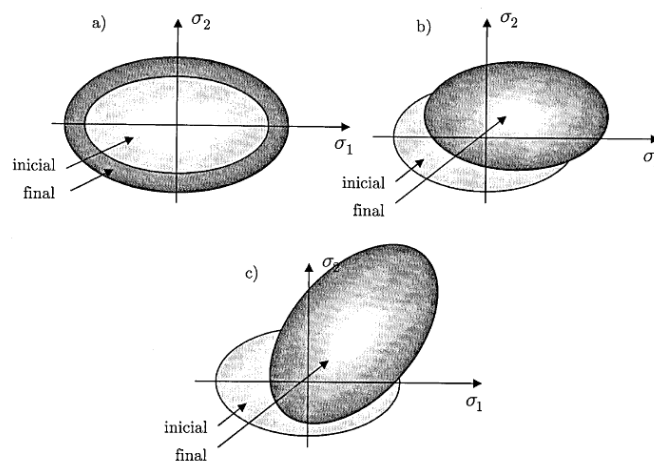 a)
σ₂
σ₁
inicial
final
b)
σ₂
σ
inicial
final
c)
σ₂
σ₁
inicial
final